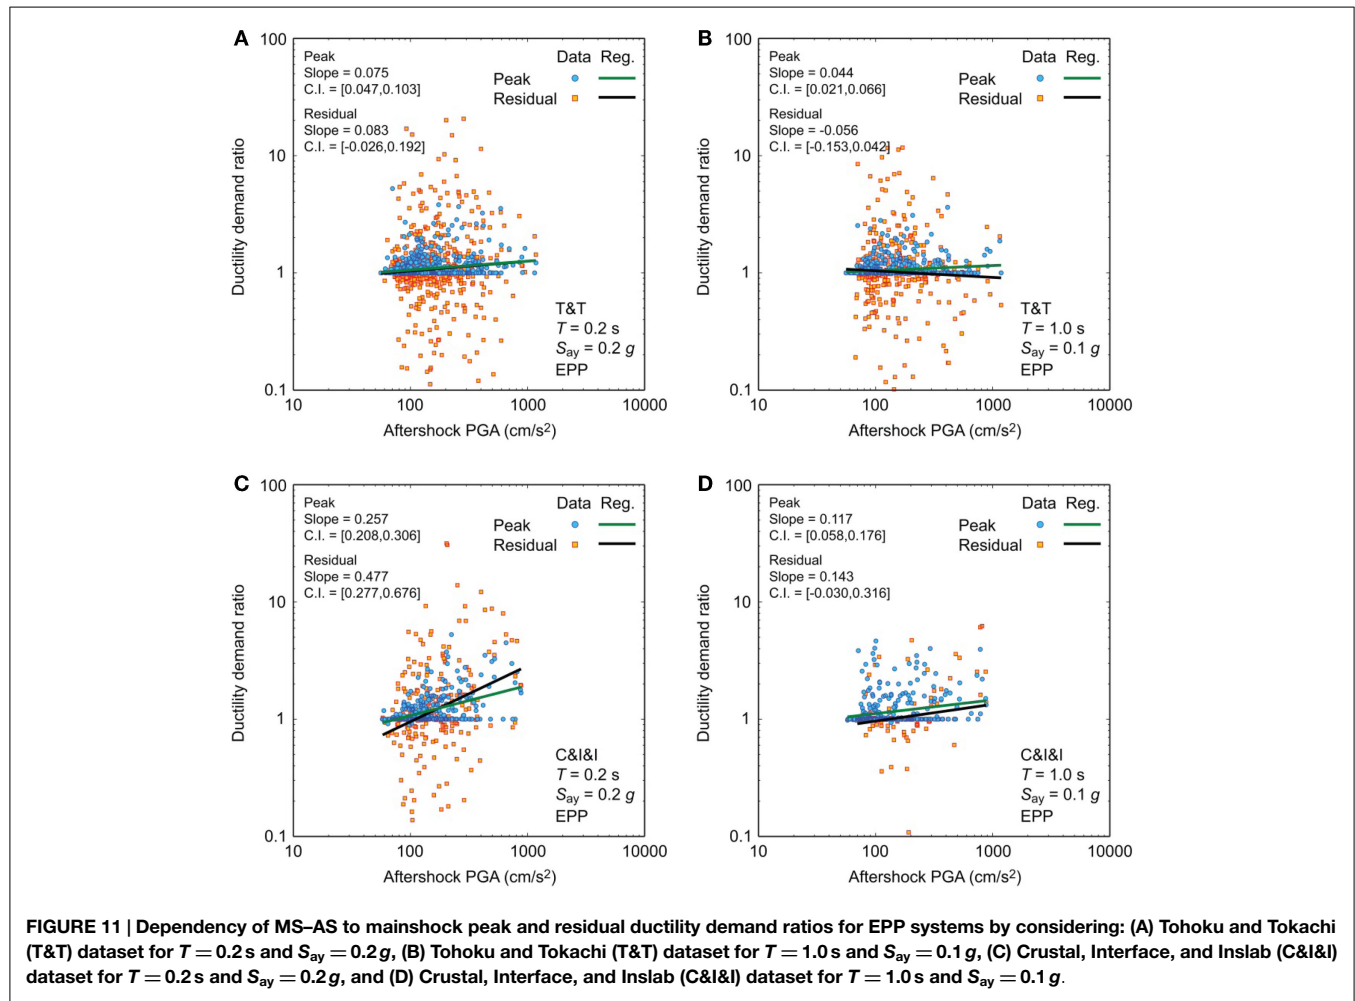 A
100
10
1
0.1
10
100
1000
10000
Ductility demand ratio
Aftershock PGA (cm/s²)
Peak
Slope = 0.075
C.I. = [0.047,0.103]
Residual
Slope = 0.083
C.I. = [-0.026,0.192]
Data Reg.
Peak
Residual
T&T
T = 0.2 s
Say = 0.2 g
EPP
B
100
10
1
0.1
10
100
1000
10000
Ductility demand ratio
Aftershock PGA (cm/s²)
Peak
Slope = 0.044
C.I. = [0.021,0.066]
Residual
Slope = -0.056
C.I. = [-0.153,0.042]
Data Reg.
Peak
Residual
T&T
T = 1.0 s
Say = 0.1 g
EPP
C
100
10
1
0.1
10
100
1000
10000
Ductility demand ratio
Aftershock PGA (cm/s²)
Peak
Slope = 0.257
C.I. = [0.208,0.306]
Residual
Slope = 0.477
C.I. = [0.277,0.676]
Data Reg.
Peak
Residual
C&I&I
T = 0.2 s
Say = 0.2 g
EPP
D
100
10
1
0.1
10
100
1000
10000
Ductility demand ratio
Aftershock PGA (cm/s²)
Peak
Slope = 0.117
C.I. = [0.058,0.176]
Residual
Slope = 0.143
C.I. = [-0.030,0.316]
Data Reg.
Peak
Residual
C&I&I
T = 1.0 s
Say = 0.1 g
EPP
FIGURE 11 | Dependency of MS–AS to mainshock peak and residual ductility demand ratios for EPP systems by considering: (A) Tohoku and Tokachi
(T&T) dataset for T = 0.2 s and Say = 0.2 g, (B) Tohoku and Tokachi (T&T) dataset for T = 1.0 s and Say = 0.1 g, (C) Crustal, Interface, and Inslab (C&I&I)
dataset for T = 0.2 s and Say = 0.2 g, and (D) Crustal, Interface, and Inslab (C&I&I) dataset for T = 1.0 s and Say = 0.1 g.